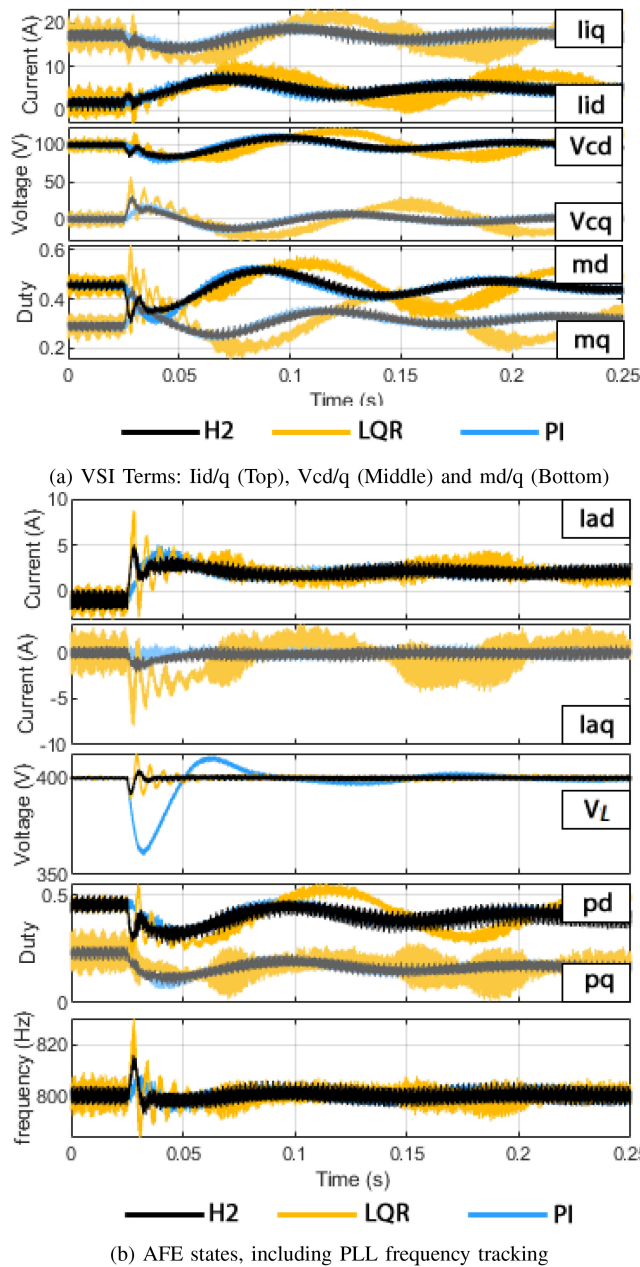 Current (A)
20
10
0
Iiq
Iid
Voltage (V)
100
50
0
Vcd
Vcq
Duty
0.6
0.4
0.2
md
mq
0 0.05 0.1 0.15 0.2 0.25
Time (s)
H2 LQR PI
(a) VSI Terms: Iid/q (Top), Vcd/q (Middle) and md/q (Bottom)
Current (A)
10
5
0
Iad
Current (A)
0
-5
-10
Iaq
Voltage (V)
400
350
VL
Duty
0.5
0
pd
pq
frequency (Hz)
820
800
0 0.05 0.1 0.15 0.2 0.25
Time (s)
H2 LQR PI
(b) AFE states, including PLL frequency tracking